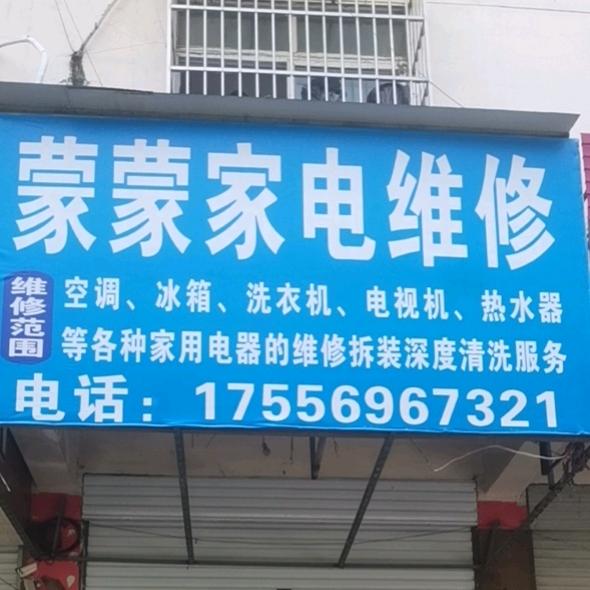 蒙蒙家电维修
维修范围
空调、冰箱、洗衣机、电视机、热水器
等各种家用电器的维修拆装深度清洗服务
电话：17556967321